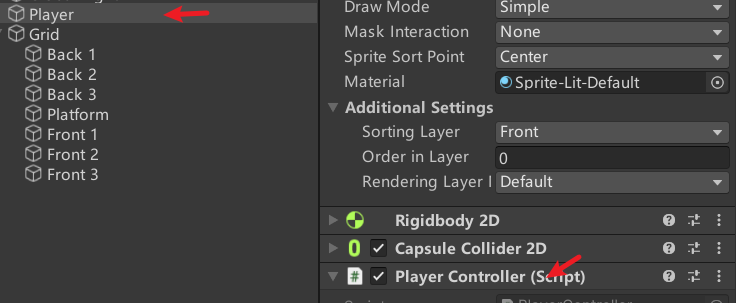 Player
Grid
Back 1
Back 2
Back 3
Platform
Front 1
Front 2
Front 3
Draw Mode Simple
Mask Interaction None
Sprite Sort Point Center
Material Sprite-Lit-Default
Additional Settings
Sorting Layer Front
Order in Layer 0
Rendering Layer Default
Rigidbody 2D
Capsule Collider 2D
# Player Controller (Script)